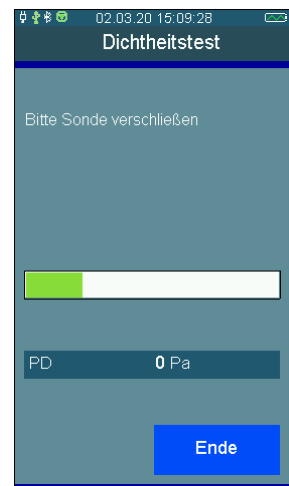 02.03.20 15:09:28
Dichtheitstest
Bitte Sonde verschließen
PD 0 Pa
Ende